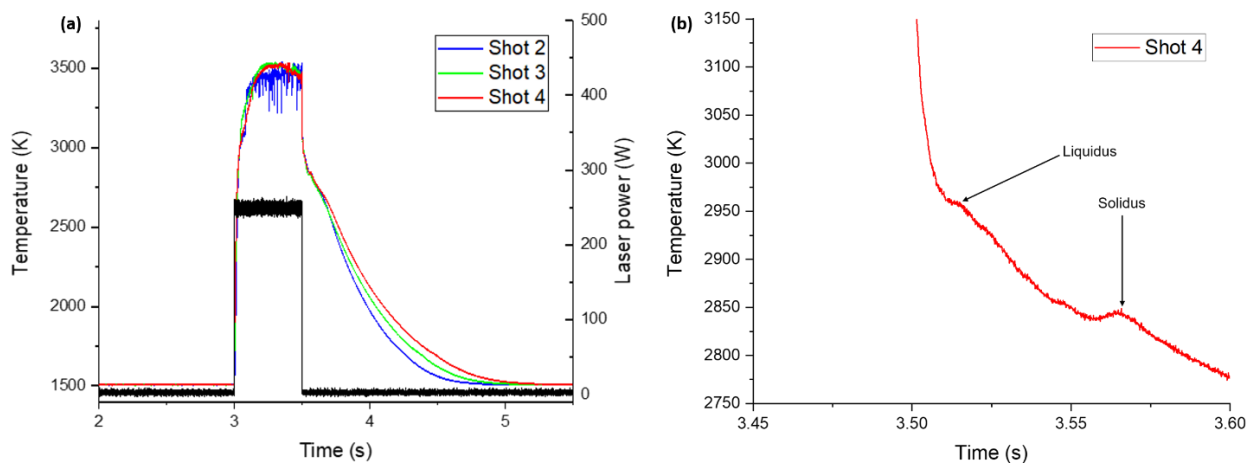 (a)
Shot 2
Shot 3
Shot 4
Temperature (K)
3500
3000
2500
2000
1500
2
3
4
5
Time (s)
Laser power (W)
500
400
300
200
100
0
(b)
Shot 4
Liquidus
Solidus
Temperature (K)
3150
3100
3050
3000
2950
2900
2850
2800
2750
3.45
3.50
3.55
3.60
Time (s)